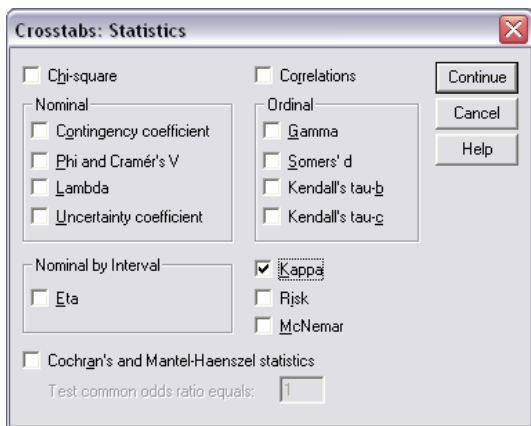 Crosstabs: Statistics
Chi-square
Correlations
Continue
Nominal
Contingency coefficient
Phi and Cramér's V
Lambda
Uncertainty coefficient
Ordinal
Gamma
Somers' d
Kendall's tau-b
Kendall's tau-c
Cancel
Help
Nominal by Interval
Eta
Kappa
Risk
McNemar
Cochran's and Mantel-Haenszel statistics
Test common odds ratio equals: 1